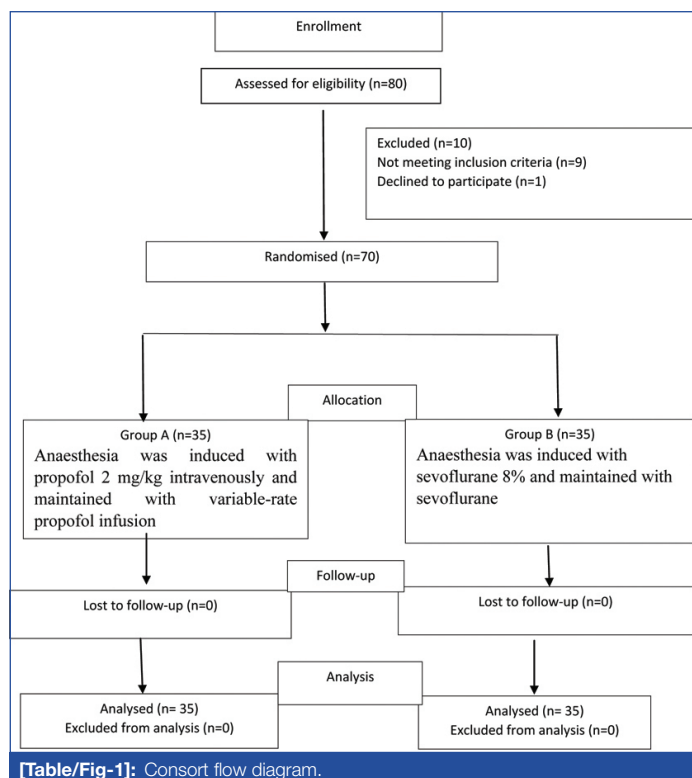 Enrollment
Assessed for eligibility (n=80)
Excluded (n=10)
Not meeting inclusion criteria (n=9)
Declined to participate (n=1)
Randomised (n=70)
Allocation
Group A (n=35)
Anaesthesia was induced with
propofol 2 mg/kg intravenously and
maintained with variable-rate
propofol infusion
Group B (n=35)
Anaesthesia was induced with
sevoflurane 8% and maintained with
sevoflurane
Follow-up
Lost to follow-up (n=0)
Lost to follow-up (n=0)
Analysis
Analysed (n= 35)
Excluded from analysis (n=0)
Analysed (n= 35)
Excluded from analysis (n=0)
[Table/Fig-1]: Consort flow diagram.